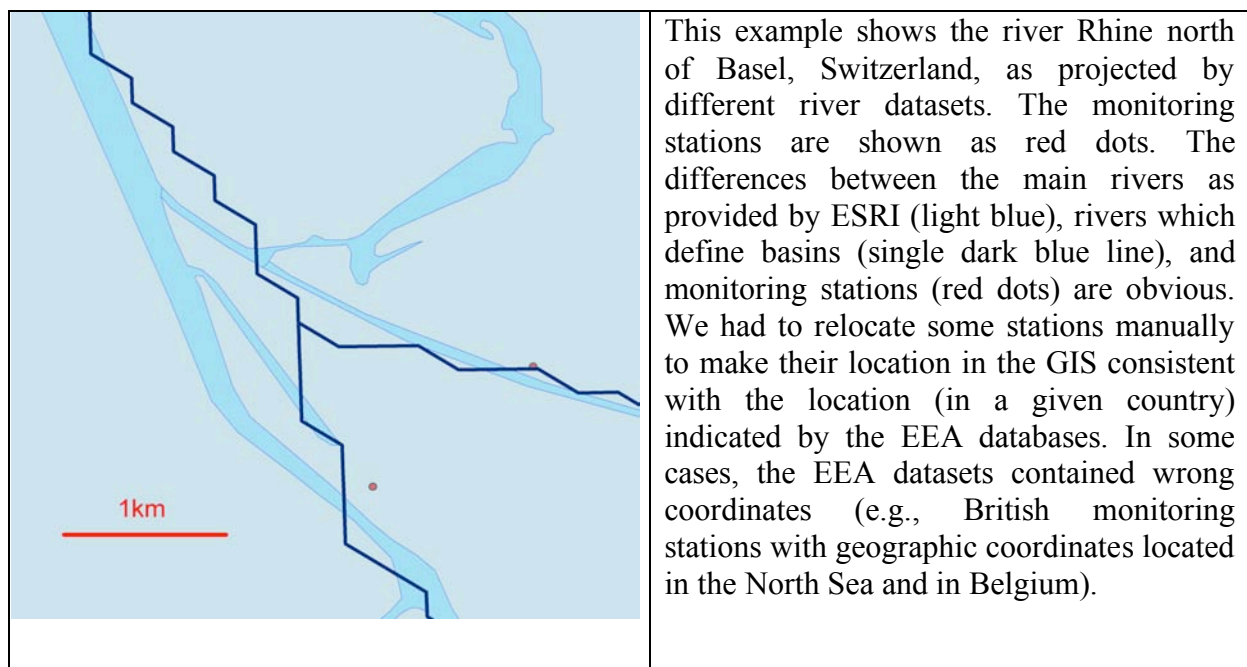 1km
This example shows the river Rhine north
of Basel, Switzerland, as projected by
different river datasets. The monitoring
stations are shown as red dots. The
differences between the main rivers as
provided by ESRI (light blue), rivers which
define basins (single dark blue line), and
monitoring stations (red dots) are obvious.
We had to relocate some stations manually
to make their location in the GIS consistent
with the location (in a given country)
indicated by the EEA databases. In some
cases, the EEA datasets contained wrong
coordinates (e.g., British monitoring
stations with geographic coordinates located
in the North Sea and in Belgium).